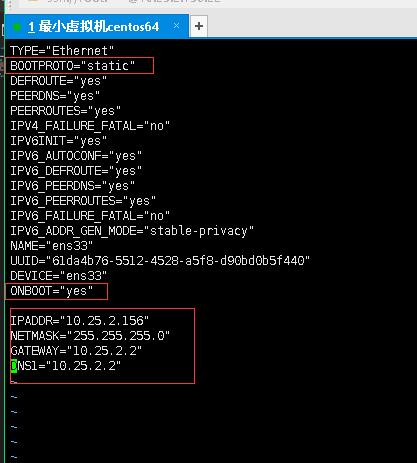 1 最小虚拟机centos64
TYPE="Ethernet"
BOOTPROTO="static"
DEFROUTE="yes"
PEERDNS="yes"
PEERROUTES="yes"
IPV4_FAILURE_FATAL="no"
IPV6INIT="yes"
IPV6_AUTOCONF="yes"
IPV6_DEFROUTE="yes"
IPV6_PEERDNS="yes"
IPV6_PEERROUTES="yes"
IPV6_FAILURE_FATAL="no"
IPV6_ADDR_GEN_MODE="stable-privacy"
NAME="ens33"
UUID="61da4b76-5512-4528-a5f8-d90bd0b5f440"
DEVICE="ens33"
ONBOOT="yes"
IPADDR="10.25.2.156"
NETMASK="255.255.255.0"
GATEWAY="10.25.2.2"
DNS1="10.25.2.2"
~
~
~
~
~